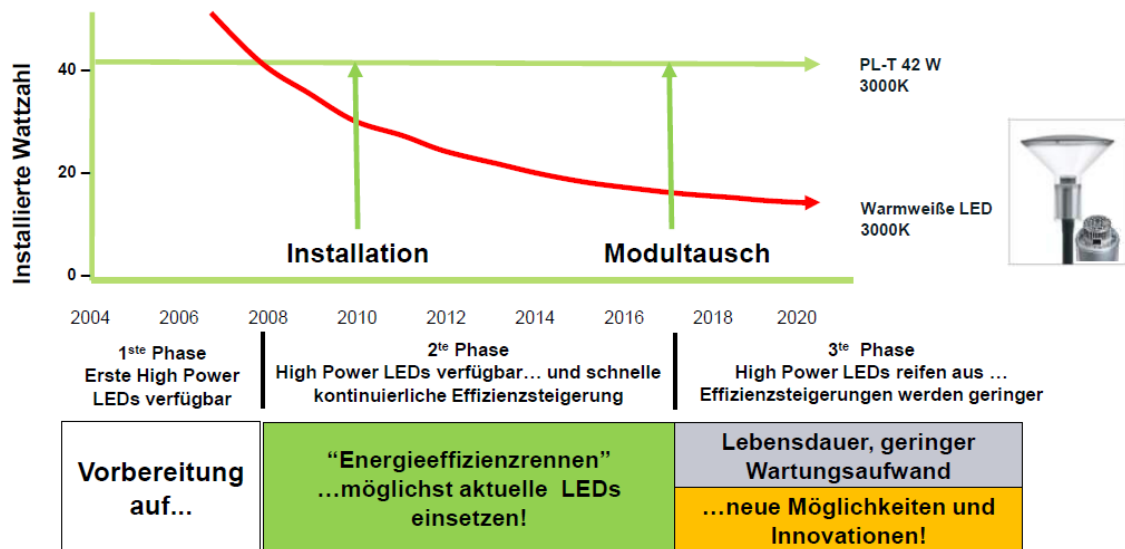 Installierte Wattzahl
40
20
0
PL-T 42 W
3000K
Warmweiße LED
3000K
Installation
Modultausch
2004 2006 2008 2010 2012 2014 2016 2018 2020
1ste Phase
Erste High Power
LEDs verfügbar
2te Phase
High Power LEDs verfügbar… und schnelle
kontinuierliche Effizienzsteigerung
3te Phase
High Power LEDs reifen aus …
Effizienzsteigerungen werden geringer
Vorbereitung
auf...
“Energieeffizienzrennen”
…möglichst aktuelle LEDs
einsetzen!
Lebensdauer, geringer
Wartungsaufwand
…neue Möglichkeiten und
Innovationen!